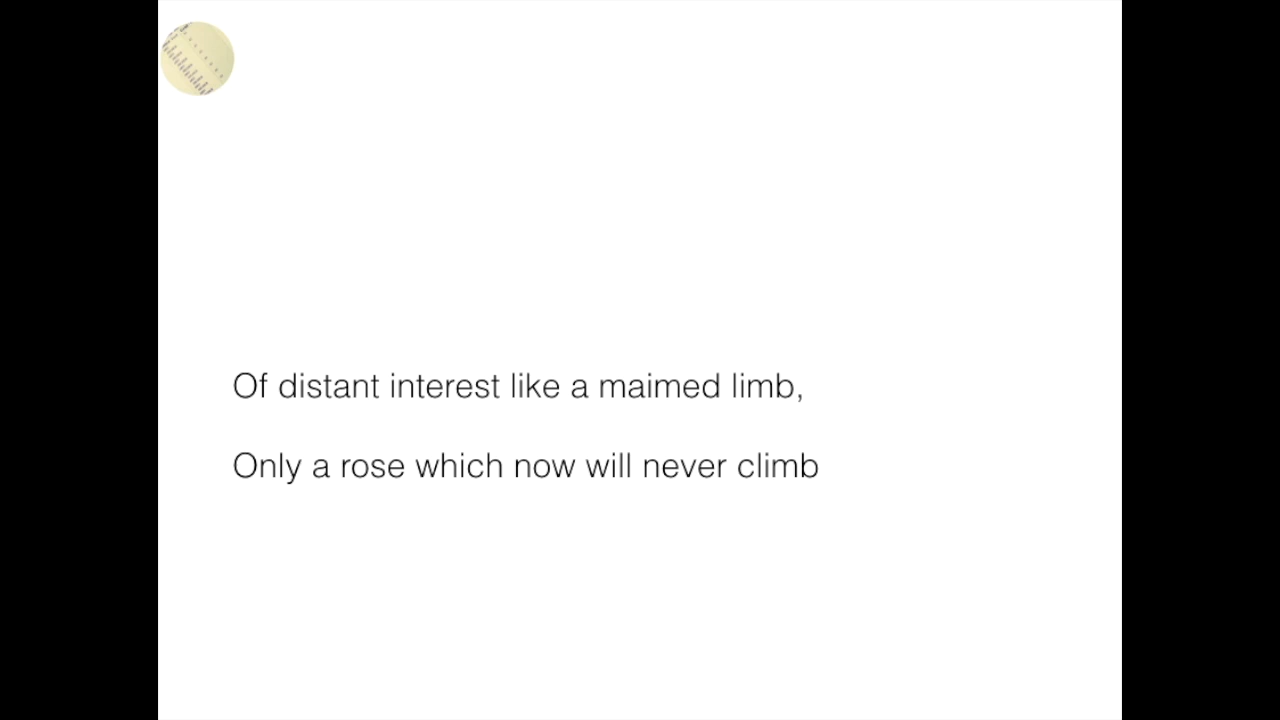 Of distant interest like a maimed limb,
Only a rose which now will never climb